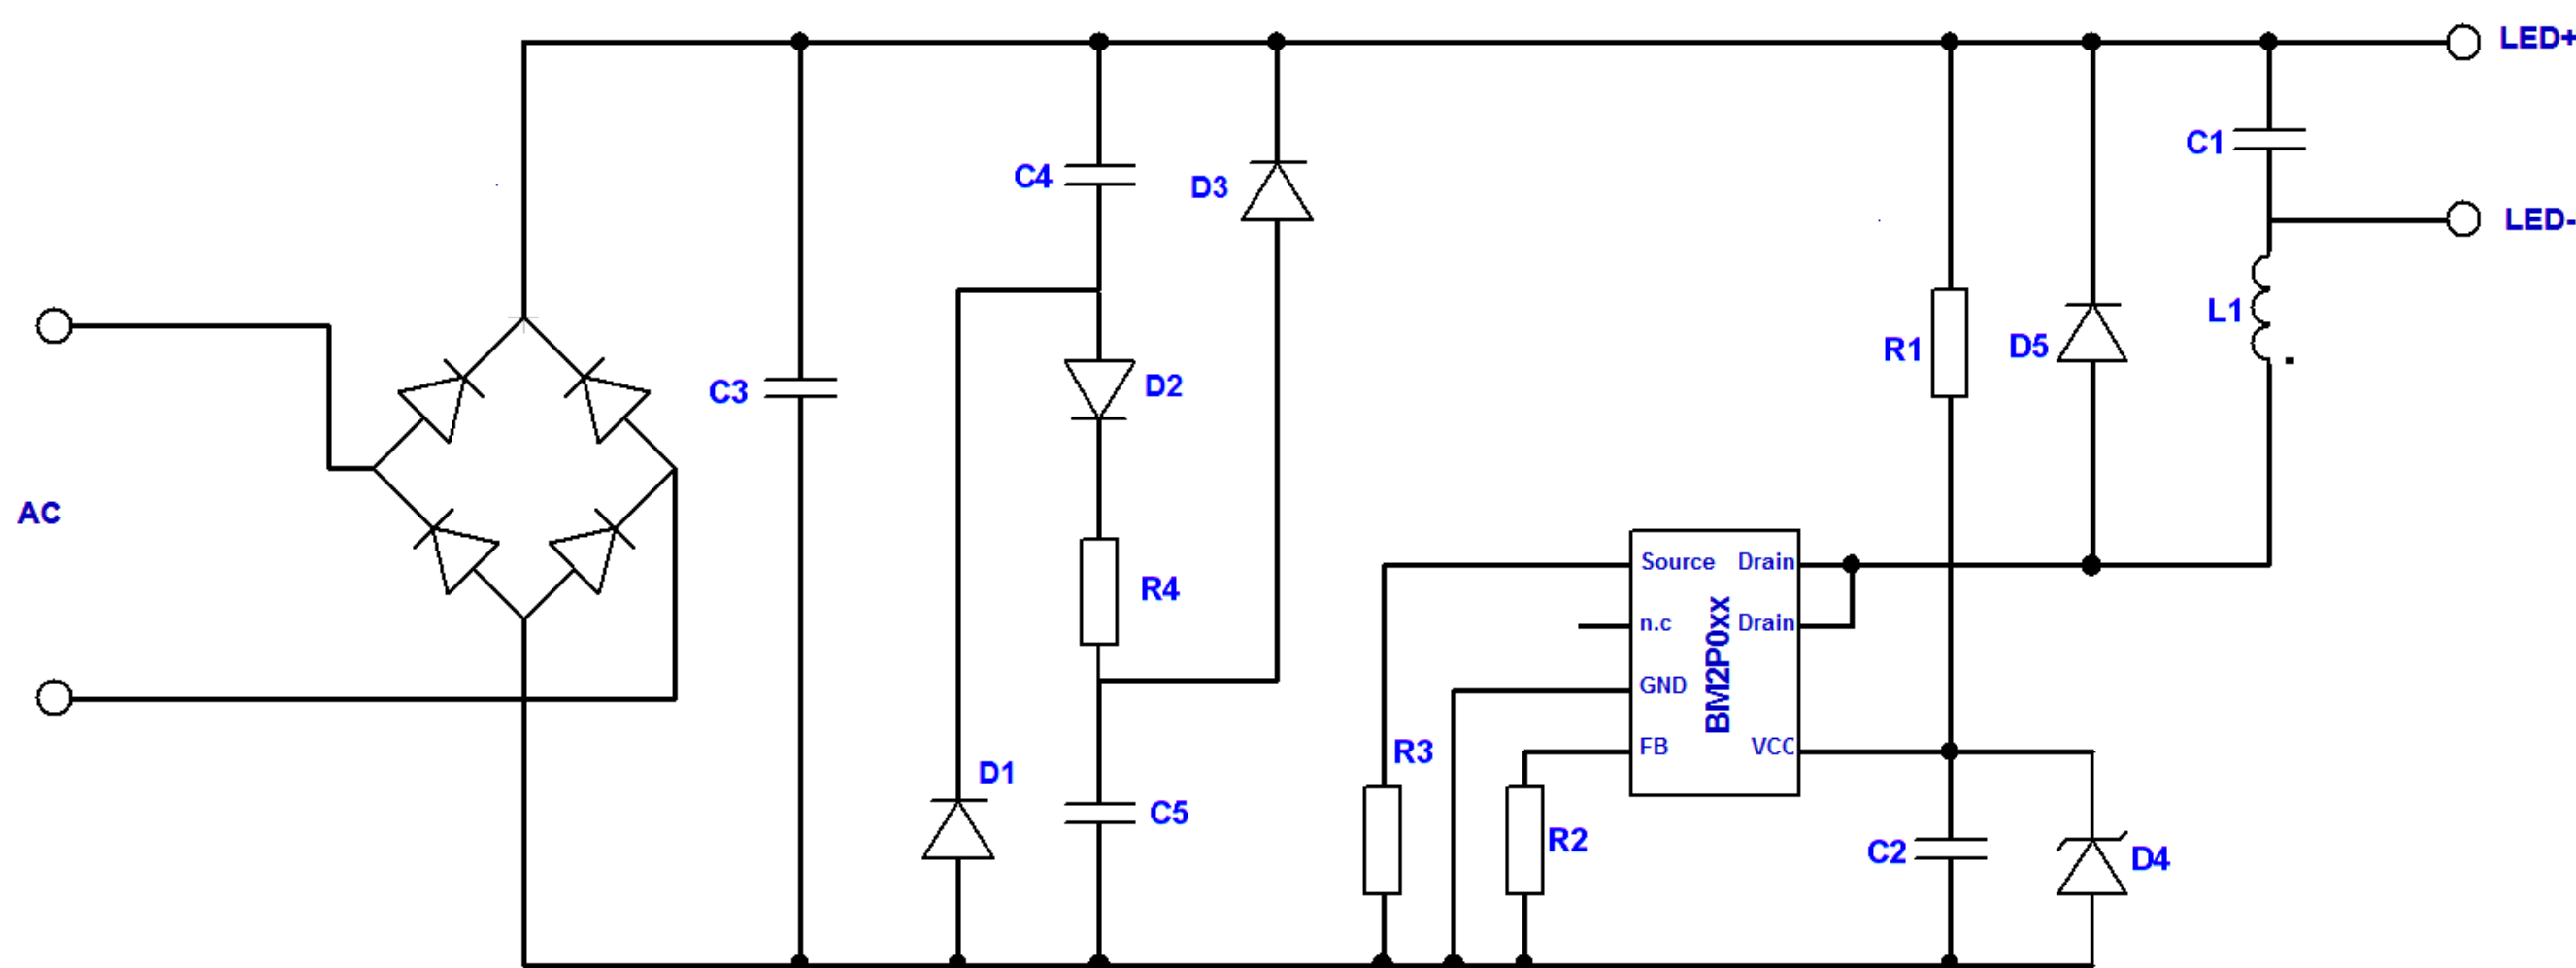 LED+
C1
C4
D3
LED-
L1
R1
D5
D2
C3
AC
Source
Drain
R4
n.c
Drain
BM2P0xx
GND
FB
VCC
R3
D1
C5
R2
C2
D4